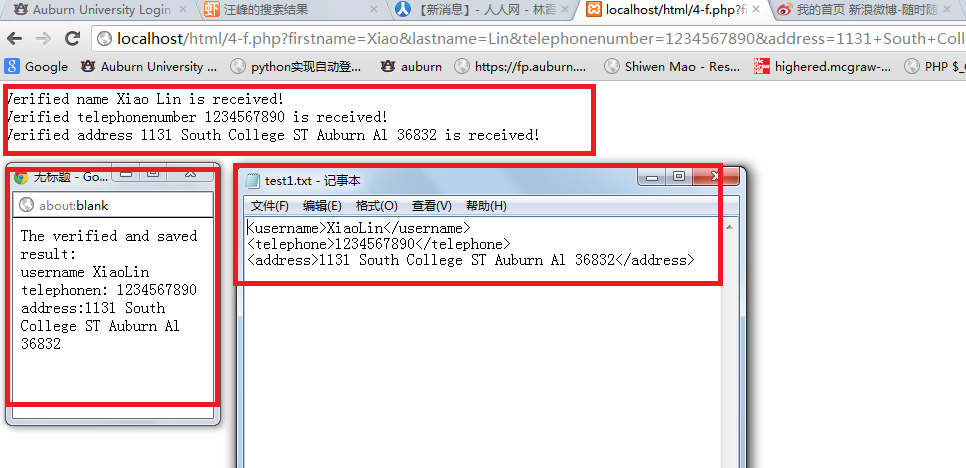 Auburn University Login
汪峰的搜索结果
【新消息】- 人人网 - 林
localhost/html/4-f.php?fir
我的首页 新浪微博-随时随
localhost/html/4-f.php?firstname=Xiao&lastname=Lin&telephonenumber=1234567890&address=1131+South+Coll
Google
Auburn University ...
python实现自动登...
auburn
https://fp.auburn....
Shiwen Mao - Res...
highered.mcgraw-...
PHP $_(
Verified name Xiao Lin is received!
Verified telephonenumber 1234567890 is received!
Verified address 1131 South College ST Auburn Al 36832 is received!
无标题 - Go...
about:blank
The verified and saved
result:
username XiaoLin
telephonen: 1234567890
address:1131 South
College ST Auburn Al
36832
test1.txt - 记事本
文件(F) 编辑(E) 格式(O) 查看(V) 帮助(H)
<username>XiaoLin</username>
<telephone>1234567890</telephone>
<address>1131 South College ST Auburn Al 36832</address>